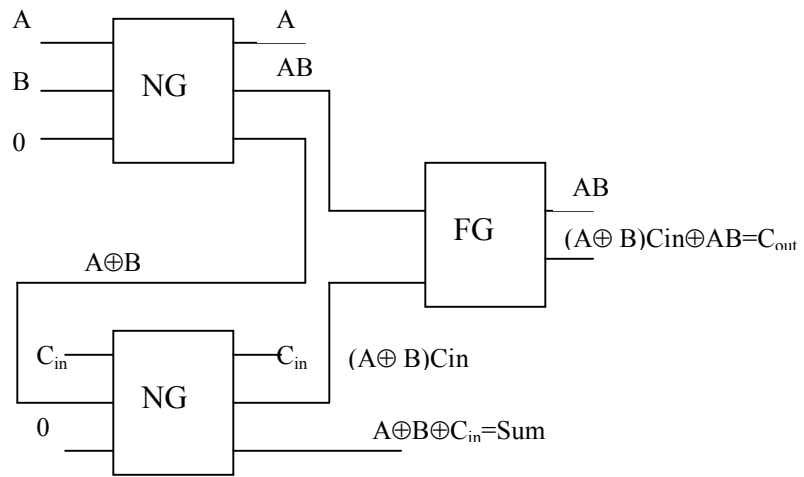 A
A
AB
B
NG
0
AB
FG
(A⊕ B)Cin⊕AB=Cout
A⊕B
Cin
Cin
(A⊕ B)Cin
NG
0
A⊕B⊕Cin=Sum